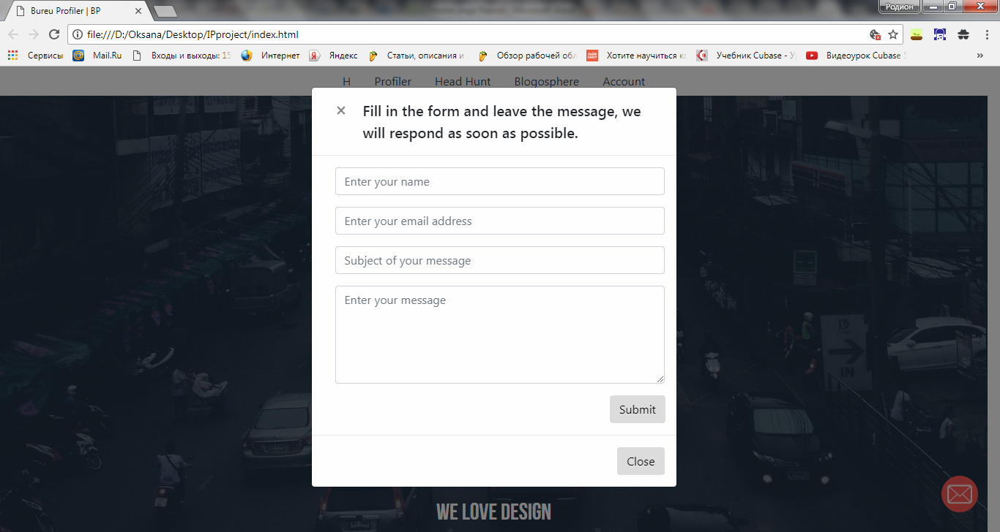 Bureu Profiler | BP
Родион
file:///D:/Oksana/Desktop/IPproject/index.html
Сервисы Mail.Ru Входы и выходы: 15 Интернет Яндекс Статьи, описания и Обзор рабочей обл Хотите научиться Учебник Cubase - Видеоурок Cubase »
H Profiler Head Hunt Blogosphere Account
× Fill in the form and leave the message, we
will respond as soon as possible.
Enter your name
Enter your email address
Subject of your message
Enter your message
Submit
Close
IN
WE LOVE DESIGN